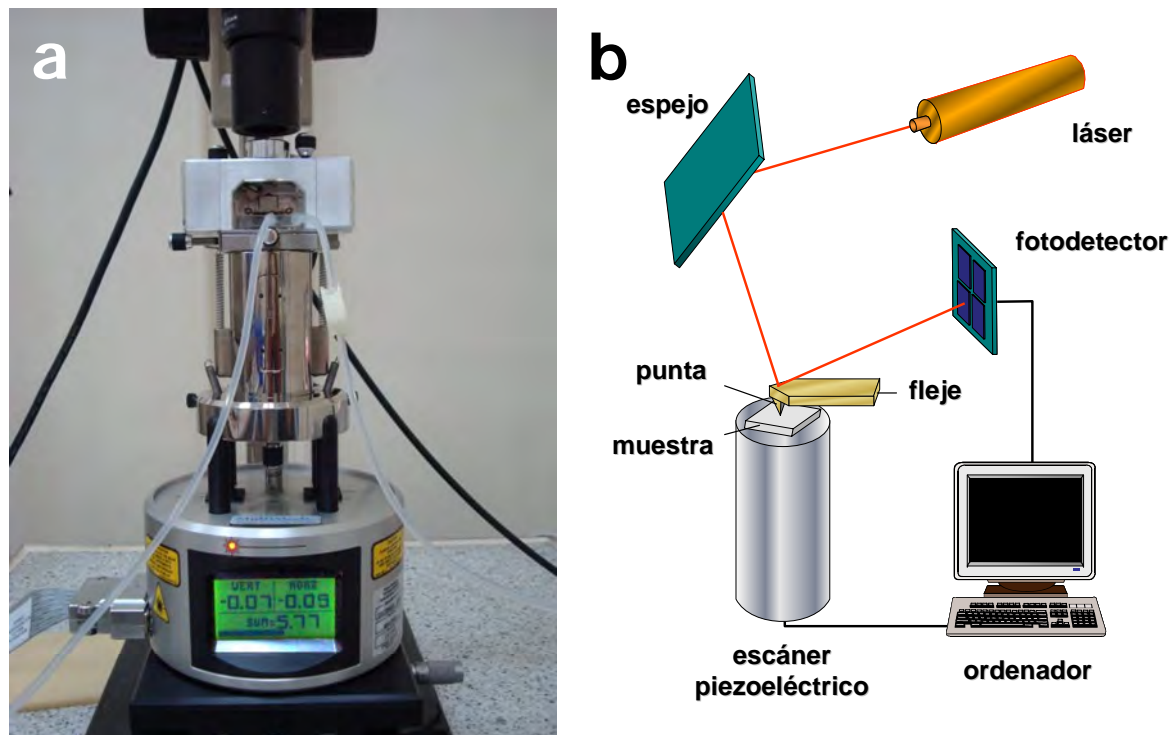 a
VERT HORZ
-0.07 -0.09
SUM=5.77
b
espejo
láser
fotodetector
punta
fleje
muestra
escáner
piezoeléctrico
ordenador